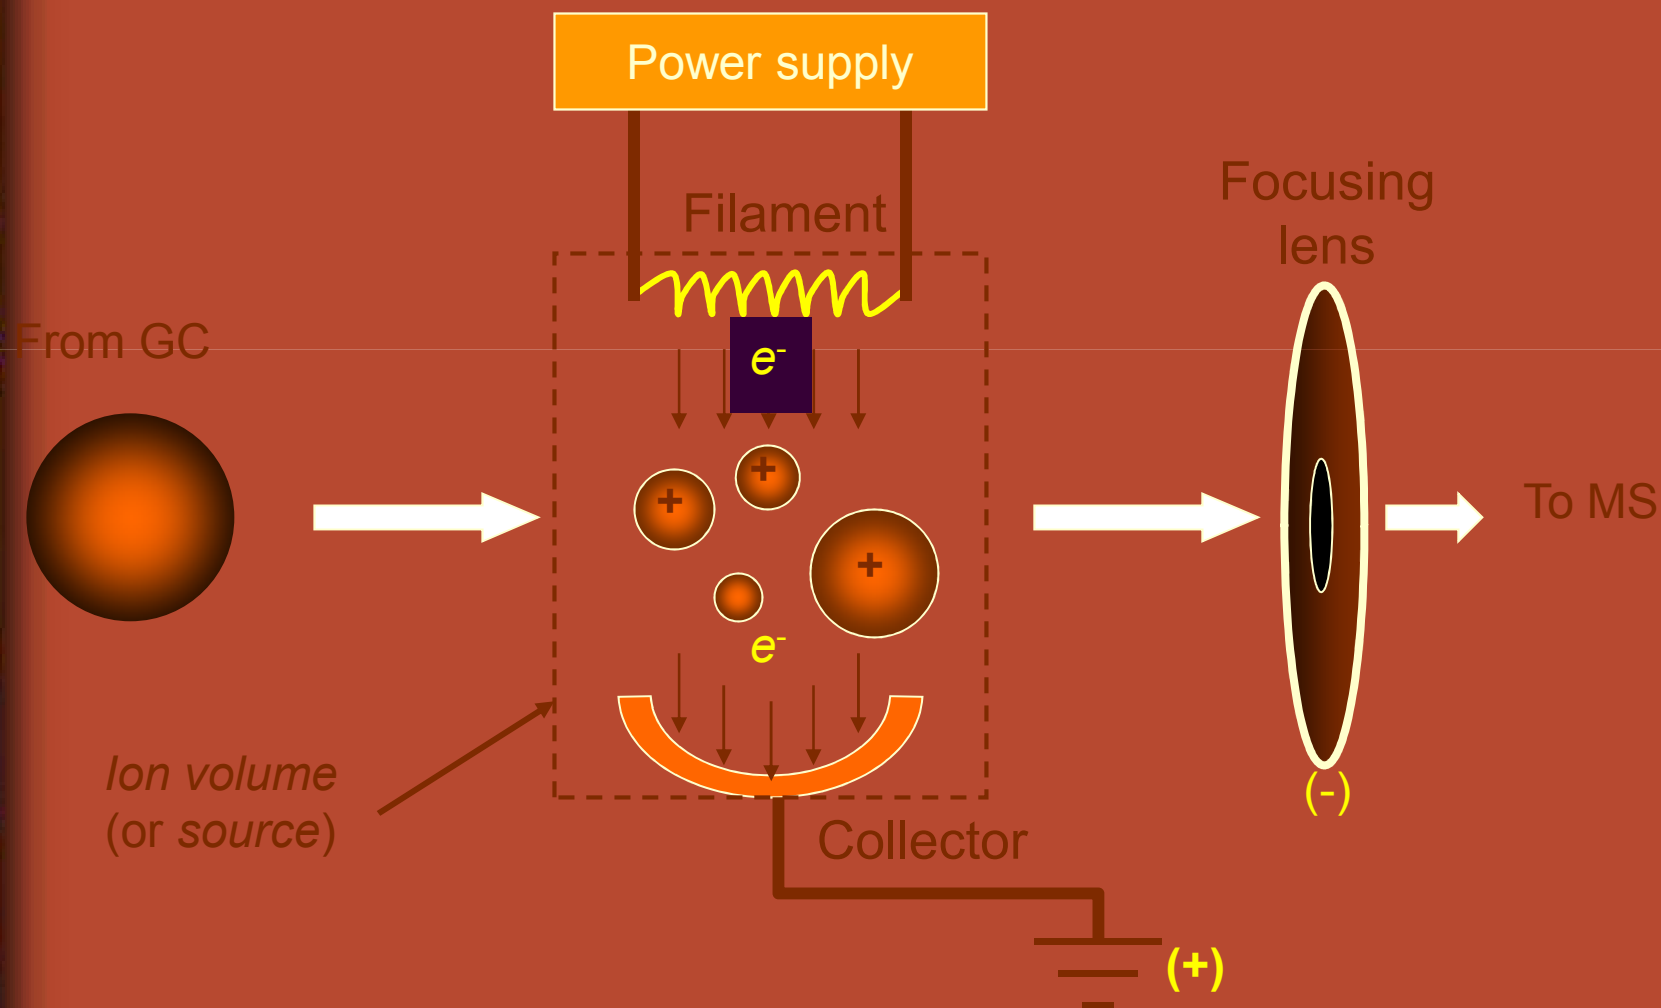 Power supply
Filament
Focusing
lens
From GC
e-
+
+
+
To MS
e-
Ion volume
(or source)
(-)
Collector
(+)